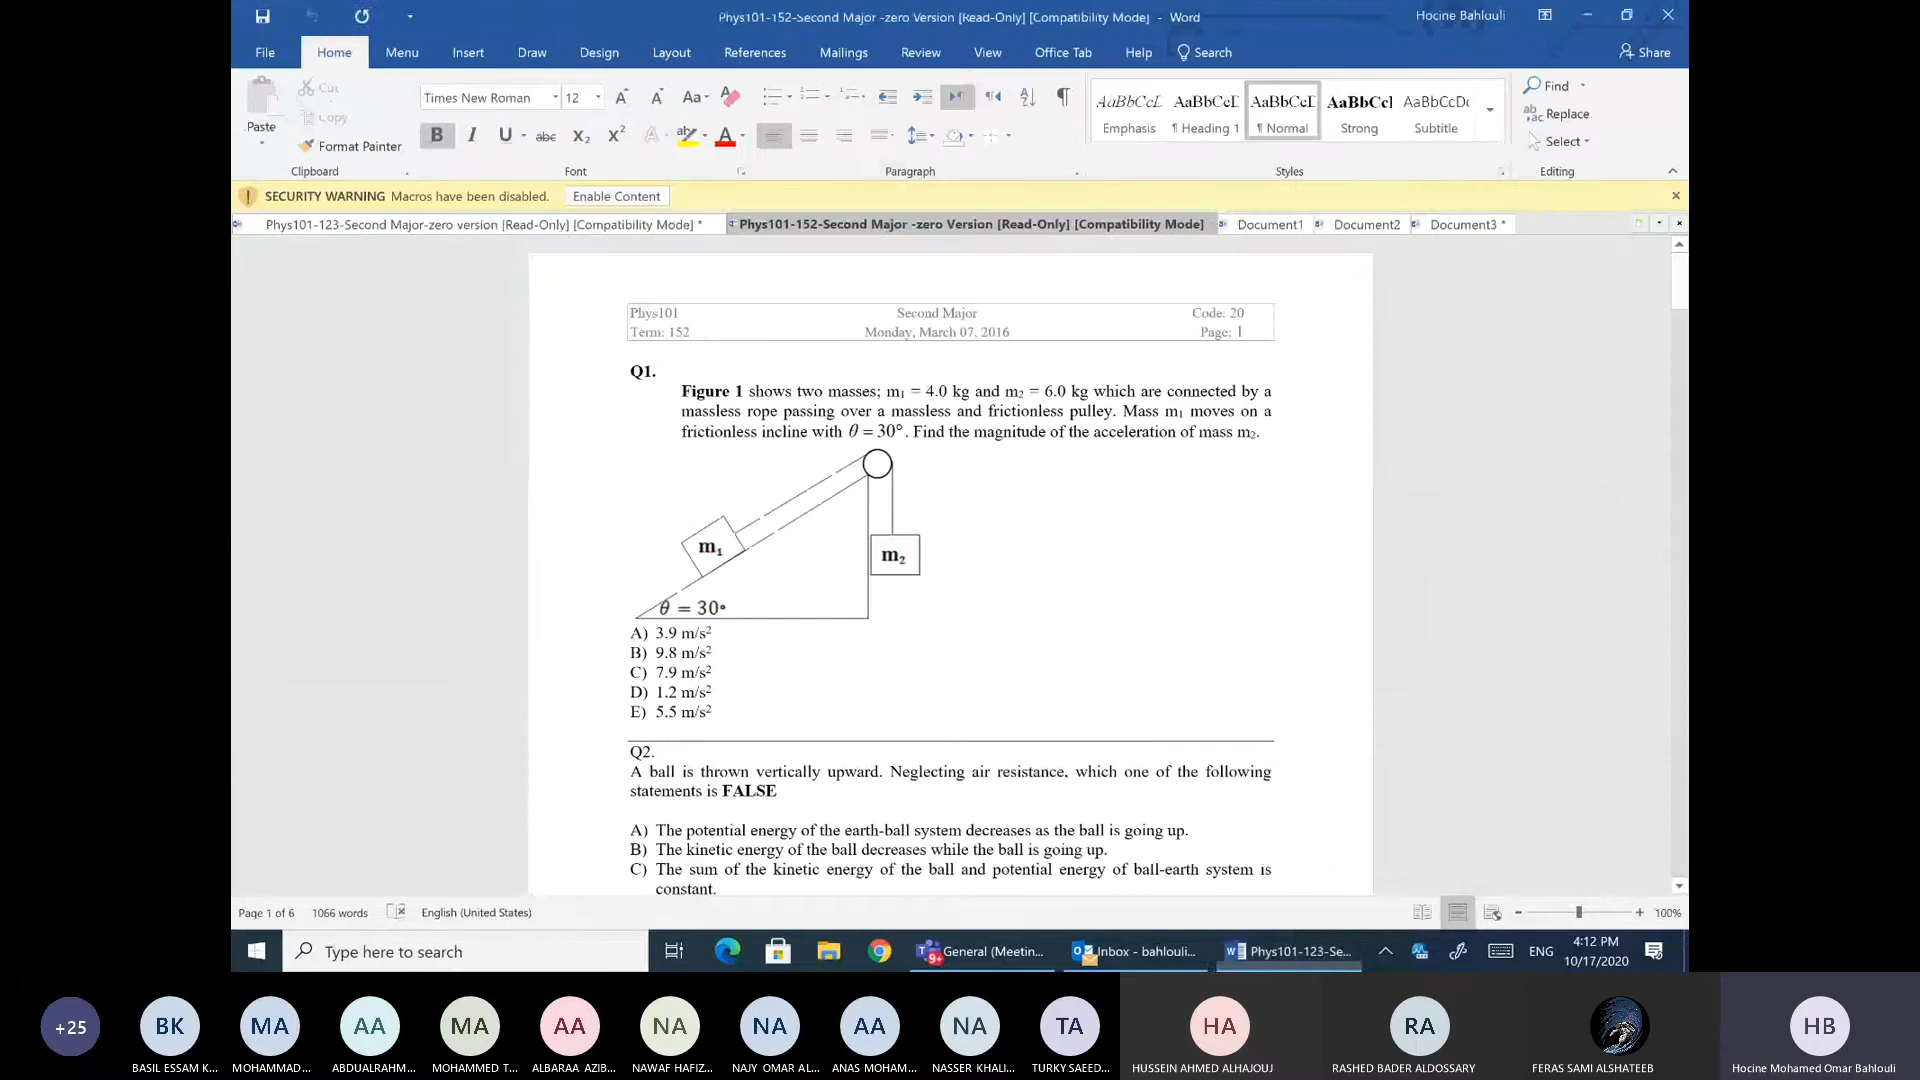 Phys101-152-Second Major -zero Version [Read-Only] [Compatibility Mode] - Word
Hocine Bahlouli
File Home Menu Insert Draw Design Layout References Mailings Review View Office Tab Help Search Share
Paste
Cut
Copy
Format Painter
Clipboard
Times New Roman 12
Font
Paragraph
AaBbCcL AaBbCcI AaBbCcI AaBbCcI AaBbCcDc
Emphasis ¶ Heading 1 ¶ Normal Strong Subtitle
Styles
Find
Replace
Select
Editing
SECURITY WARNING Macros have been disabled. Enable Content
Phys101-123-Second Major-zero version [Read-Only] [Compatibility Mode] * Phys101-152-Second Major -zero Version [Read-Only] [Compatibility Mode] Document1 Document2 Document3 *
Phys101 Second Major Code: 20
Term: 152 Monday, March 07, 2016 Page: 1
Q1.
Figure 1 shows two masses; m₁ = 4.0 kg and m₂ = 6.0 kg which are connected by a
massless rope passing over a massless and frictionless pulley. Mass m₁ moves on a
frictionless incline with θ = 30°. Find the magnitude of the acceleration of mass m₂.
m₁
m₂
θ = 30°
A) 3.9 m/s²
B) 9.8 m/s²
C) 7.9 m/s²
D) 1.2 m/s²
E) 5.5 m/s²
Q2.
A ball is thrown vertically upward. Neglecting air resistance, which one of the following
statements is FALSE
A) The potential energy of the earth-ball system decreases as the ball is going up.
B) The kinetic energy of the ball decreases while the ball is going up.
C) The sum of the kinetic energy of the ball and potential energy of ball-earth system is
constant.
Page 1 of 6 1066 words English (United States) 100%
Type here to search
9+ General (Meetin... Inbox - bahlouli... Phys101-123-Se... ENG
4:12 PM
10/17/2020
+25 BK MA AA MA AA NA NA AA NA TA HA RA HB
BASIL ESSAM K... MOHAMMAD... ABDUALRAHM... MOHAMMED T... ALBARAA AZIB... NAWAF HAFIZ... NAJY OMAR AL... ANAS MOHAM... NASSER KHALI... TURKY SAEED... HUSSEIN AHMED ALHAJOUJ RASHED BADER ALDOSSARY FERAS SAMI ALSHATEEB Hocine Mohamed Omar Bahlouli